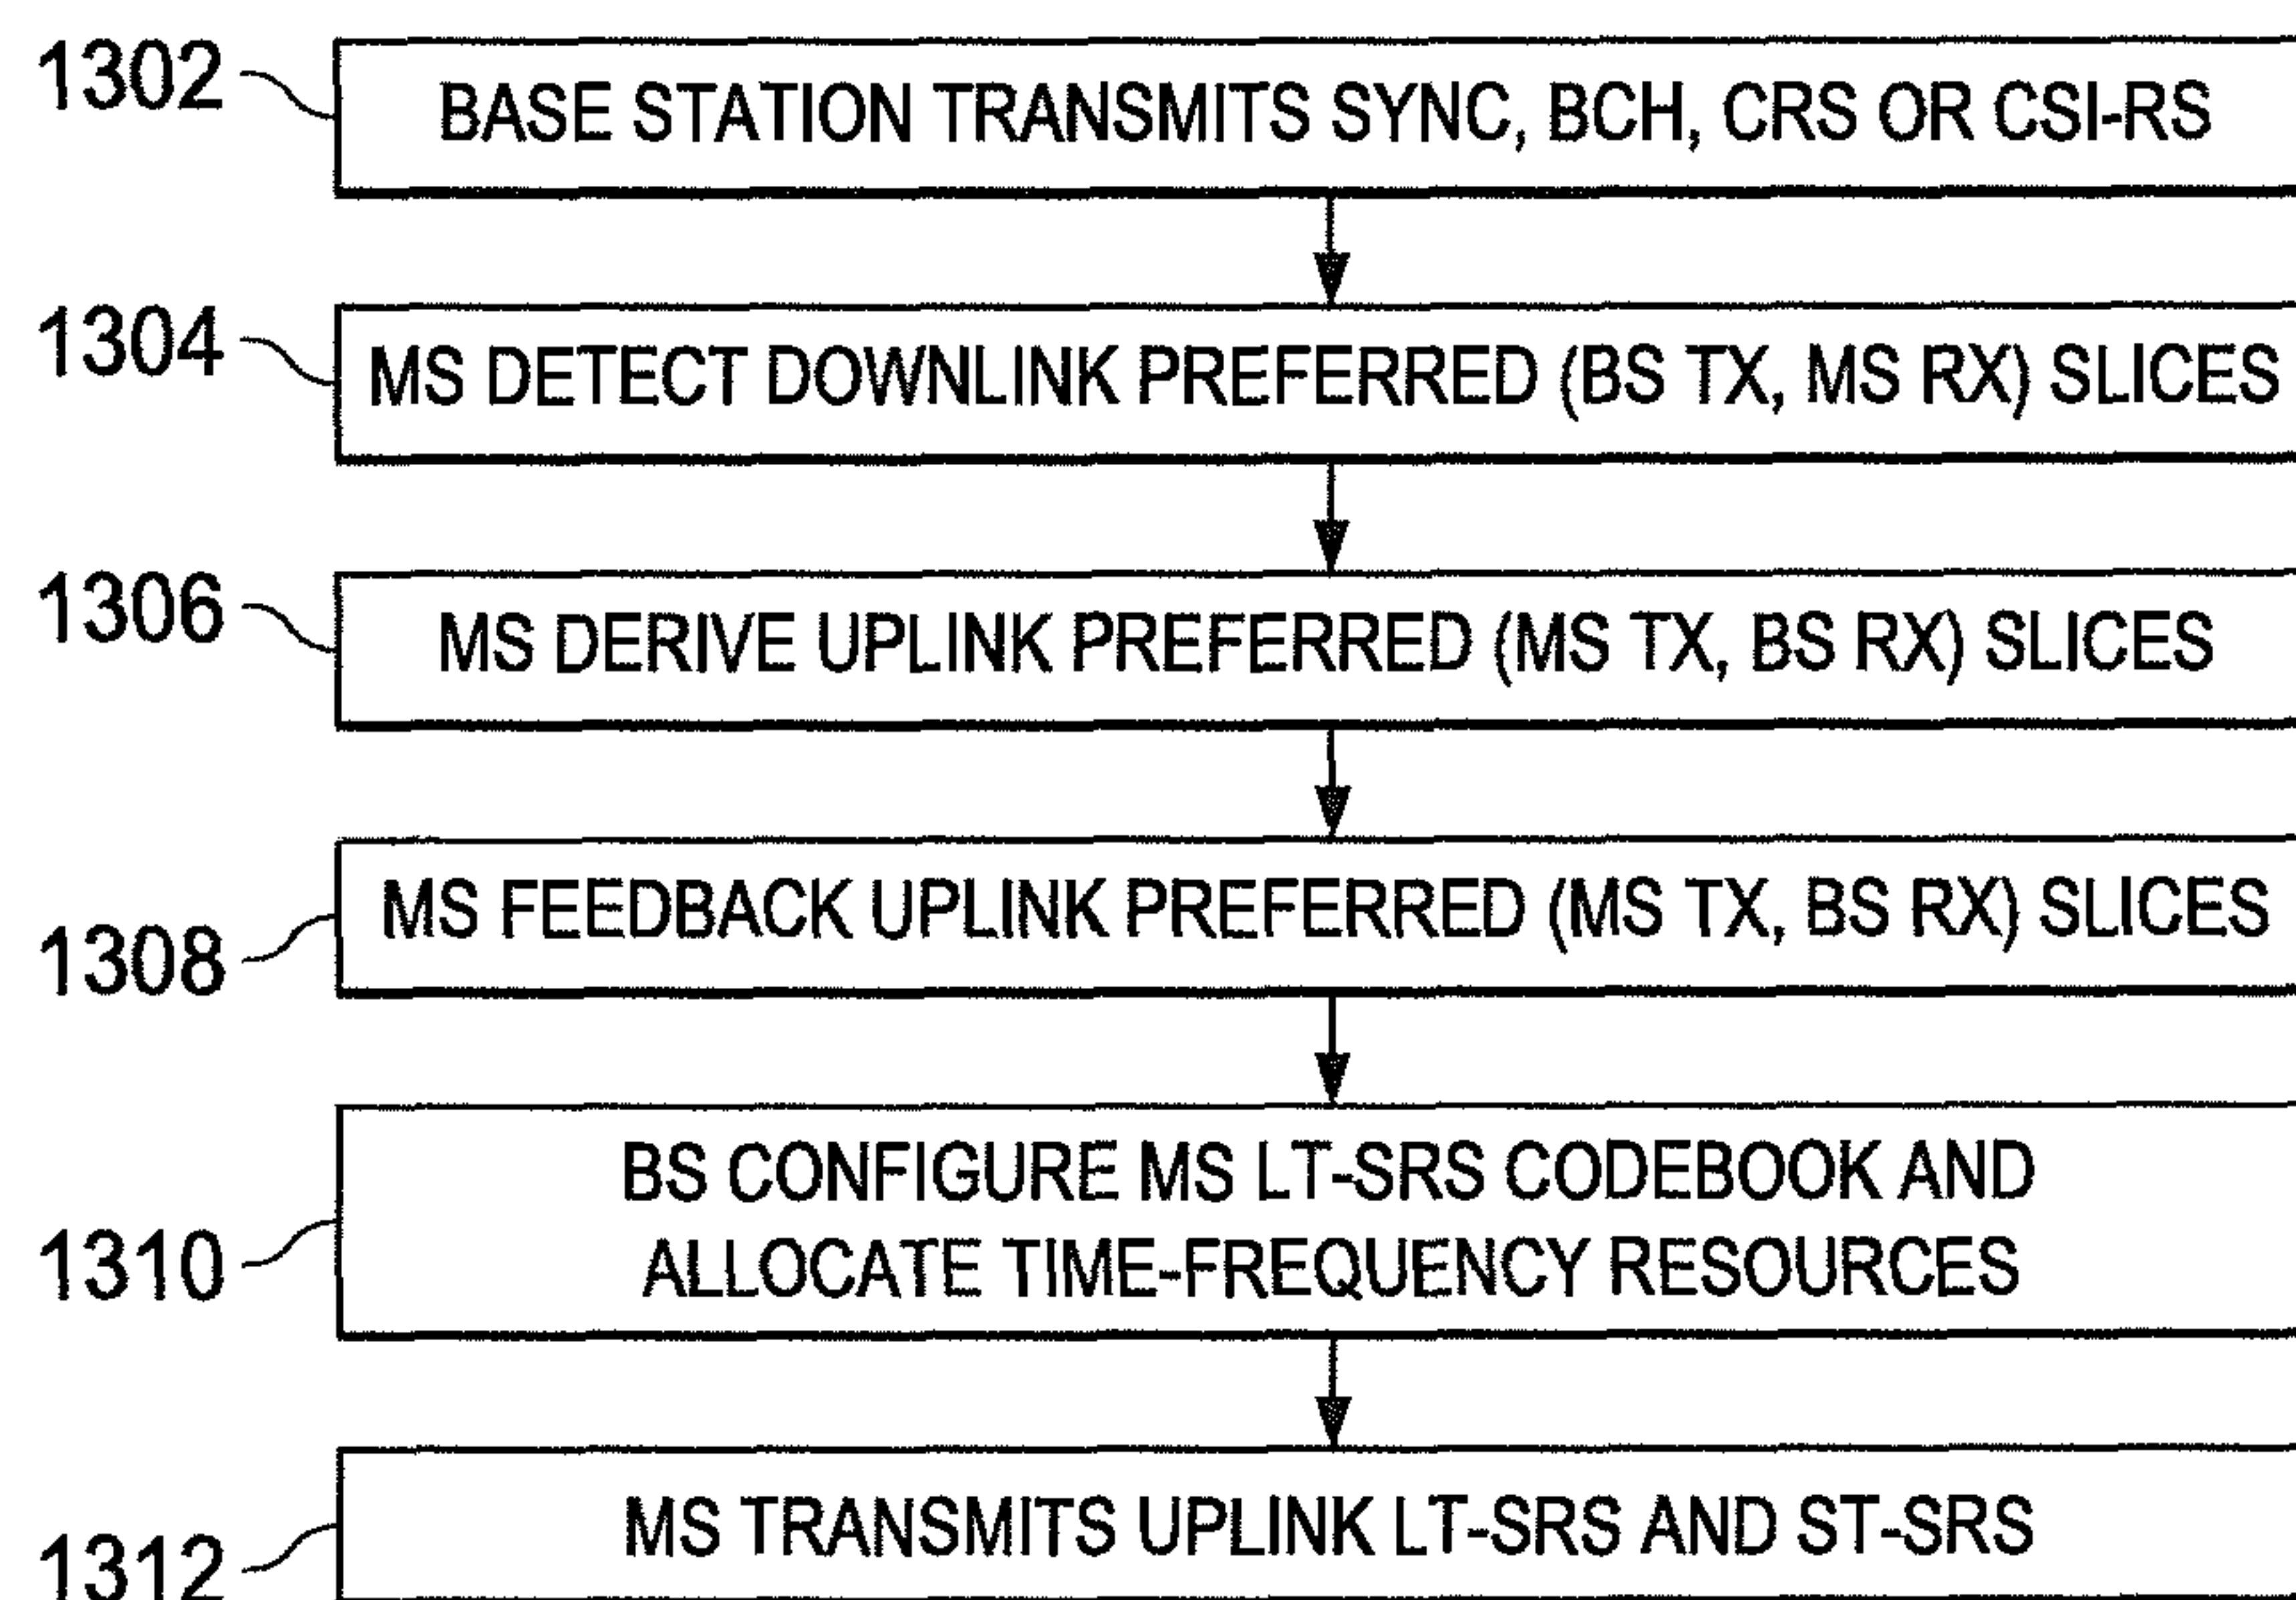 1302
BASE STATION TRANSMITS SYNC, BCH, CRS OR CSI-RS
1304
MS DETECT DOWNLINK PREFERRED (BS TX, MS RX) SLICES
1306
MS DERIVE UPLINK PREFERRED (MS TX, BS RX) SLICES
1308
MS FEEDBACK UPLINK PREFERRED (MS TX, BS RX) SLICES
1310
BS CONFIGURE MS LT-SRS CODEBOOK AND
ALLOCATE TIME-FREQUENCY RESOURCES
1312
MS TRANSMITS UPLINK LT-SRS AND ST-SRS